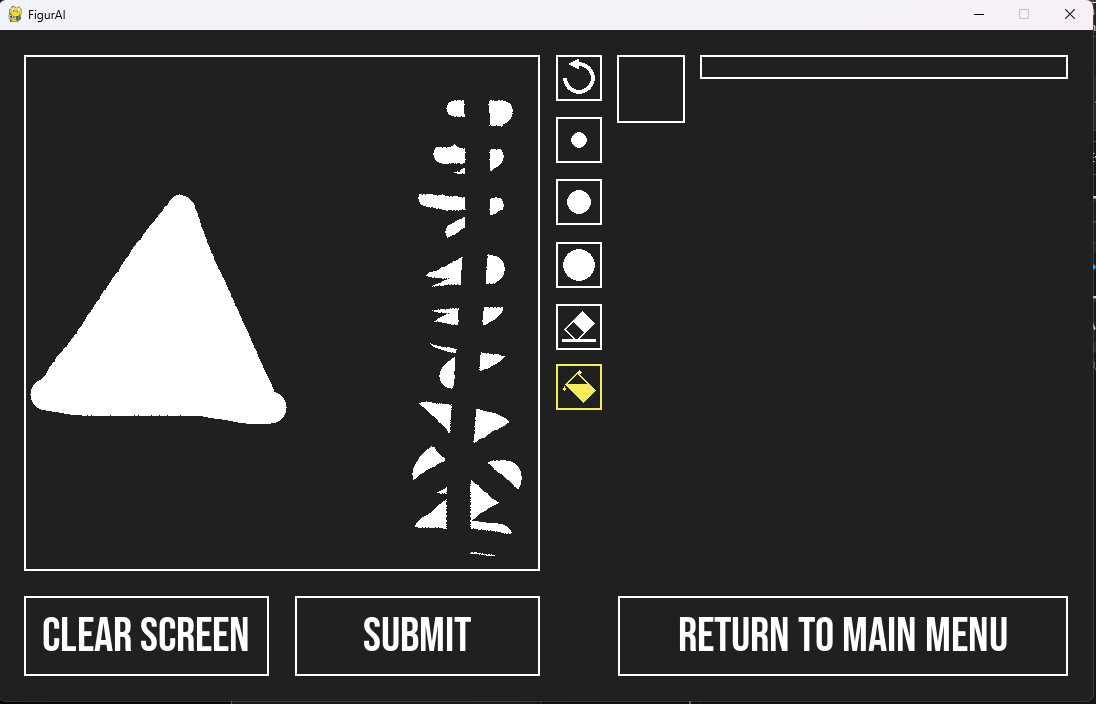 FigurAI
CLEAR SCREEN
SUBMIT
RETURN TO MAIN MENU